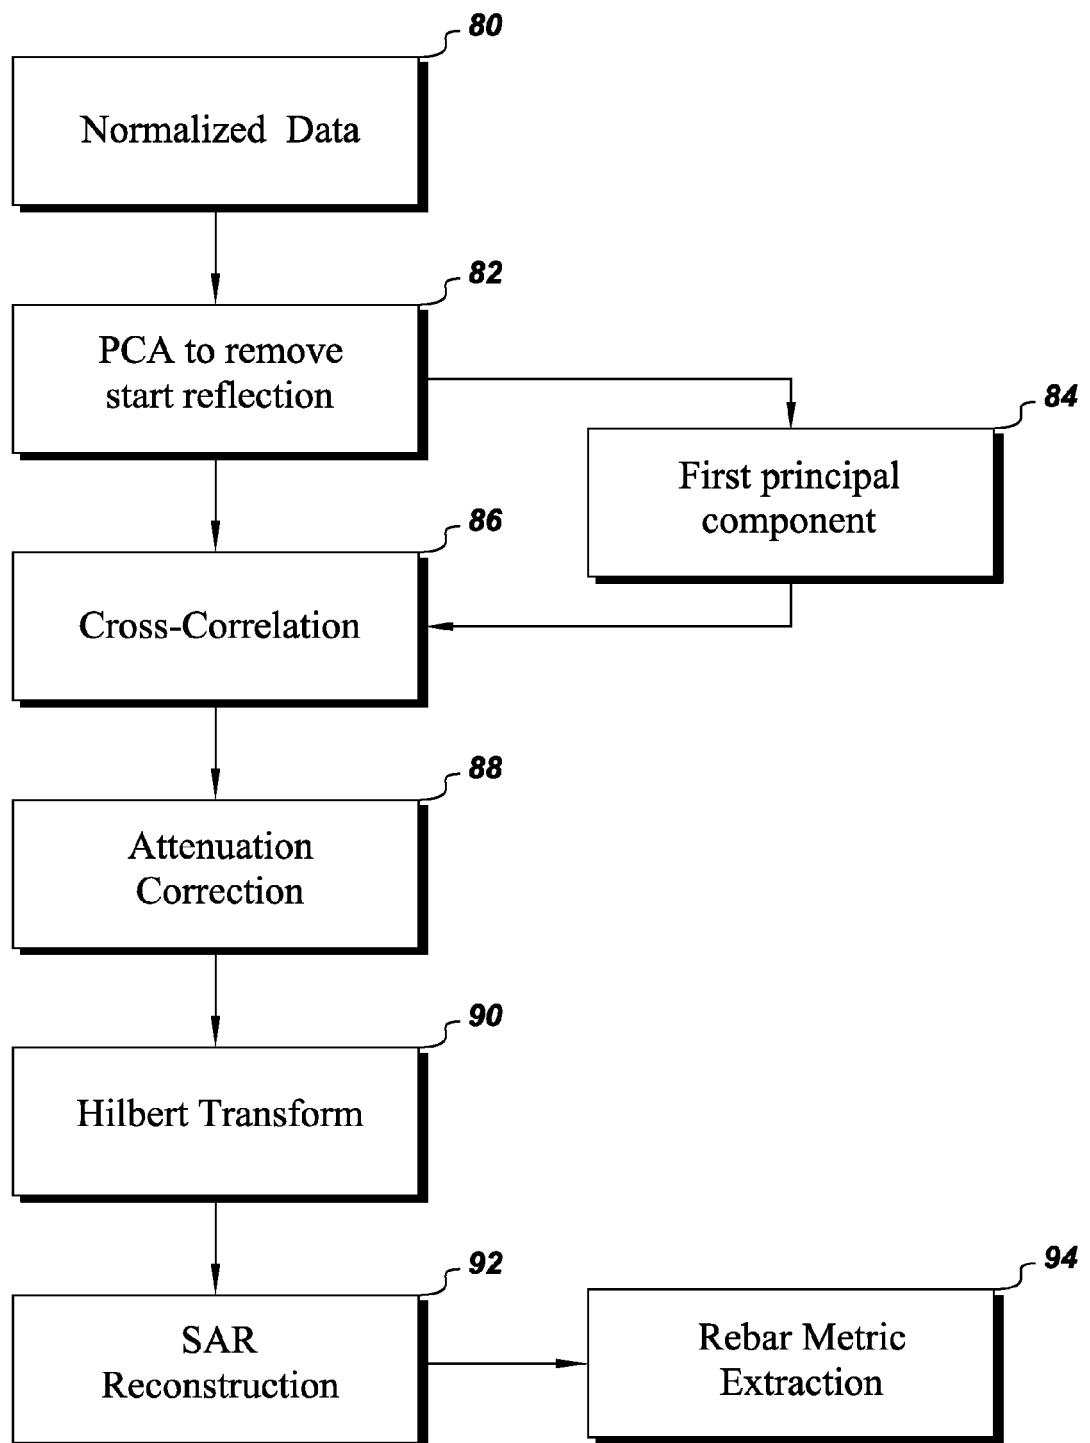 80
Normalized Data
82
PCA to remove
start reflection
84
First principal
component
86
Cross-Correlation
88
Attenuation
Correction
90
Hilbert Transform
92
SAR
Reconstruction
94
Rebar Metric
Extraction